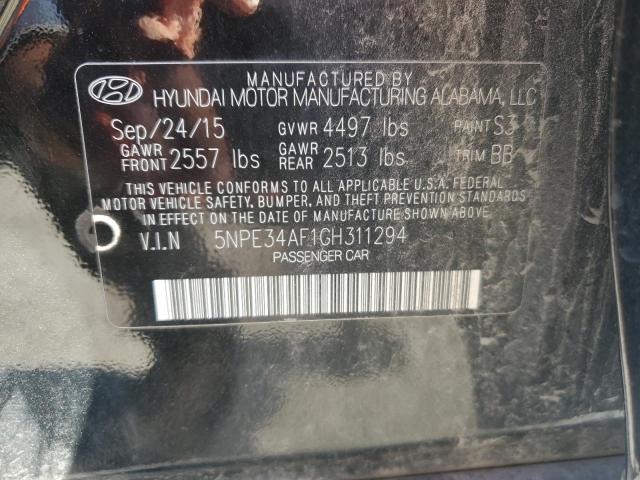 MANUFACTURED BY
HYUNDAI MOTOR MANUFACTURING ALABAMA, LLC
Sep/24/15 GVWR 4497 lbs PAINT S3
GAWR FRONT 2557 lbs GAWR REAR 2513 lbs TRIM BB
THIS VEHICLE CONFORMS TO ALL APPLICABLE U.S.A. FEDERAL
MOTOR VEHICLE SAFETY, BUMPER, AND THEFT PREVENTION STANDARDS
IN EFFECT ON THE DATE OF MANUFACTURE SHOWN ABOVE.
V.I.N 5NPE34AF1GH311294
PASSENGER CAR